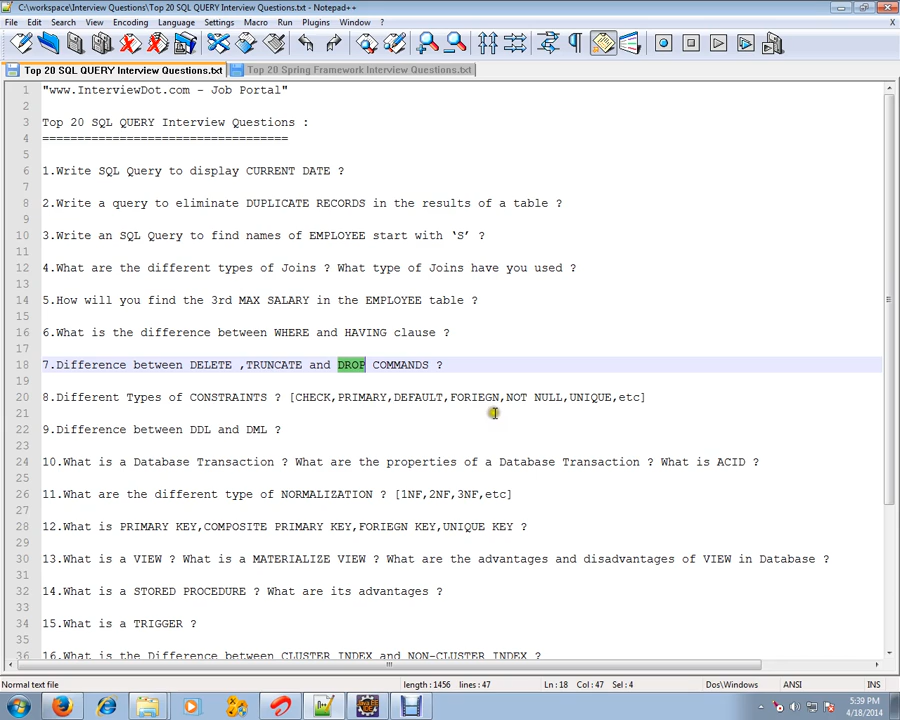 C:\workspace\Interview Questions\Top 20 SQL QUERY Interview Questions.txt - Notepad++
File Edit Search View Encoding Language Settings Macro Run Plugins Window ? X
Top 20 SQL QUERY Interview Questions.txt Top 20 Spring Framework Interview Questions.txt
1 "www.InterviewDot.com - Job Portal"
2
3 Top 20 SQL QUERY Interview Questions :
4 ===================================
5
6 1.Write SQL Query to display CURRENT DATE ?
7
8 2.Write a query to eliminate DUPLICATE RECORDS in the results of a table ?
9
10 3.Write an SQL Query to find names of EMPLOYEE start with ‘S’ ?
11
12 4.What are the different types of Joins ? What type of Joins have you used ?
13
14 5.How will you find the 3rd MAX SALARY in the EMPLOYEE table ?
15
16 6.What is the difference between WHERE and HAVING clause ?
17
18 7.Difference between DELETE ,TRUNCATE and DROP COMMANDS ?
19
20 8.Different Types of CONSTRAINTS ? [CHECK,PRIMARY,DEFAULT,FORIEGN,NOT NULL,UNIQUE,etc]
21
22 9.Difference between DDL and DML ?
23
24 10.What is a Database Transaction ? What are the properties of a Database Transaction ? What is ACID ?
25
26 11.What are the different type of NORMALIZATION ? [1NF,2NF,3NF,etc]
27
28 12.What is PRIMARY KEY,COMPOSITE PRIMARY KEY,FORIEGN KEY,UNIQUE KEY ?
29
30 13.What is a VIEW ? What is a MATERIALIZE VIEW ? What are the advantages and disadvantages of VIEW in Database ?
31
32 14.What is a STORED PROCEDURE ? What are its advantages ?
33
34 15.What is a TRIGGER ?
35
36 16.What is the Difference between CLUSTER INDEX and NON-CLUSTER INDEX ?
Normal text file length : 1456 lines : 47 Ln : 18 Col : 47 Sel : 4 Dos\Windows ANSI INS
5:39 PM
4/18/2014